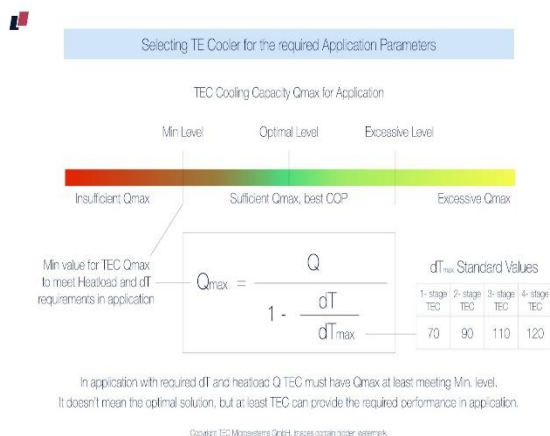 Selecting TE Cooler for the required Application Parameters
TEC Cooling Capacity Qmax for Application
Min Level Optimal Level Excessive Level
Insufficient Qmax Sufficient Qmax, best COP Excessive Qmax
Min value for TEC Qmax
to meet Heatload and dT
requirements in application
Qmax = Q
1 - dT
dTmax
dTmax Standard Values
1- stage TEC 2- stage TEC 3- stage TEC 4- stage TEC
70 90 110 120
In application with required dT and heatload Q TEC must have Qmax at least meeting Min. level.
It doesn't mean the optimal solution, but at least TEC can provide the required performance in application.
Copyright TEC Microsystems GmbH. Images contain hidden watermark.